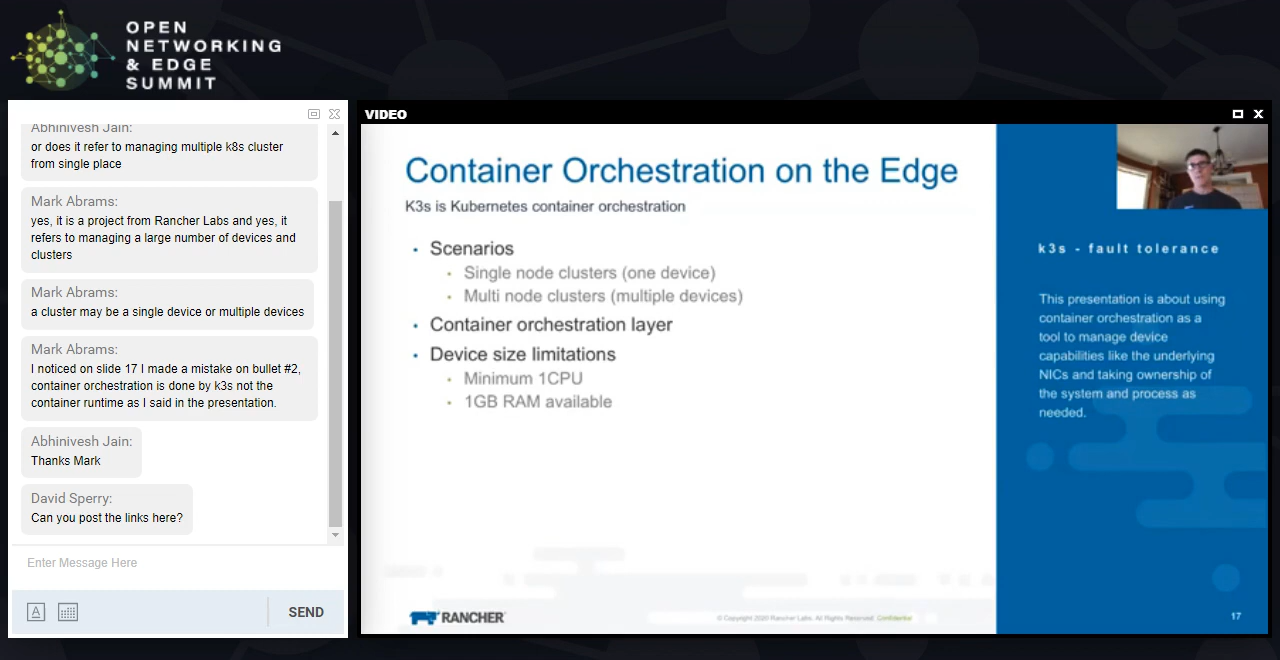 OPEN
NETWORKING
& EDGE
SUMMIT
Abhinivesh Jain:
or does it refer to managing multiple k8s cluster
from single place
Mark Abrams:
yes, it is a project from Rancher Labs and yes, it
refers to managing a large number of devices and
clusters
Mark Abrams:
a cluster may be a single device or multiple devices
Mark Abrams:
I noticed on slide 17 I made a mistake on bullet #2,
container orchestration is done by k3s not the
container runtime as I said in the presentation.
Abhinivesh Jain:
Thanks Mark
David Sperry:
Can you post the links here?
Enter Message Here
A
SEND
VIDEO
Container Orchestration on the Edge
K3s is Kubernetes container orchestration
• Scenarios
• Single node clusters (one device)
• Multi node clusters (multiple devices)
• Container orchestration layer
• Device size limitations
• Minimum 1CPU
• 1GB RAM available
RANCHER
© Copyright 2020 Rancher Labs. All Rights Reserved. Confidential
k3s - fault tolerance
This presentation is about using
container orchestration as a
tool to manage device
capabilities like the underlying
NICs and taking ownership of
the system and process as
needed.
17